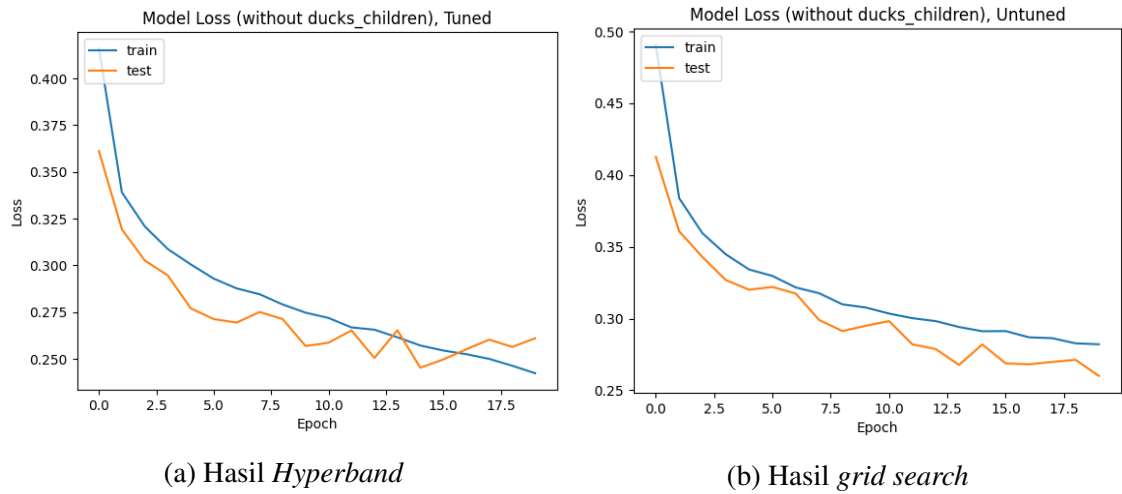 Model Loss (without ducks_children), Tuned
train
test
0.400
0.375
0.350
0.325
0.300
0.275
0.250
Loss
0.0 2.5 5.0 7.5 10.0 12.5 15.0 17.5
Epoch
(a) Hasil Hyperband
Model Loss (without ducks_children), Untuned
train
test
0.50
0.45
0.40
0.35
0.30
0.25
Loss
0.0 2.5 5.0 7.5 10.0 12.5 15.0 17.5
Epoch
(b) Hasil grid search